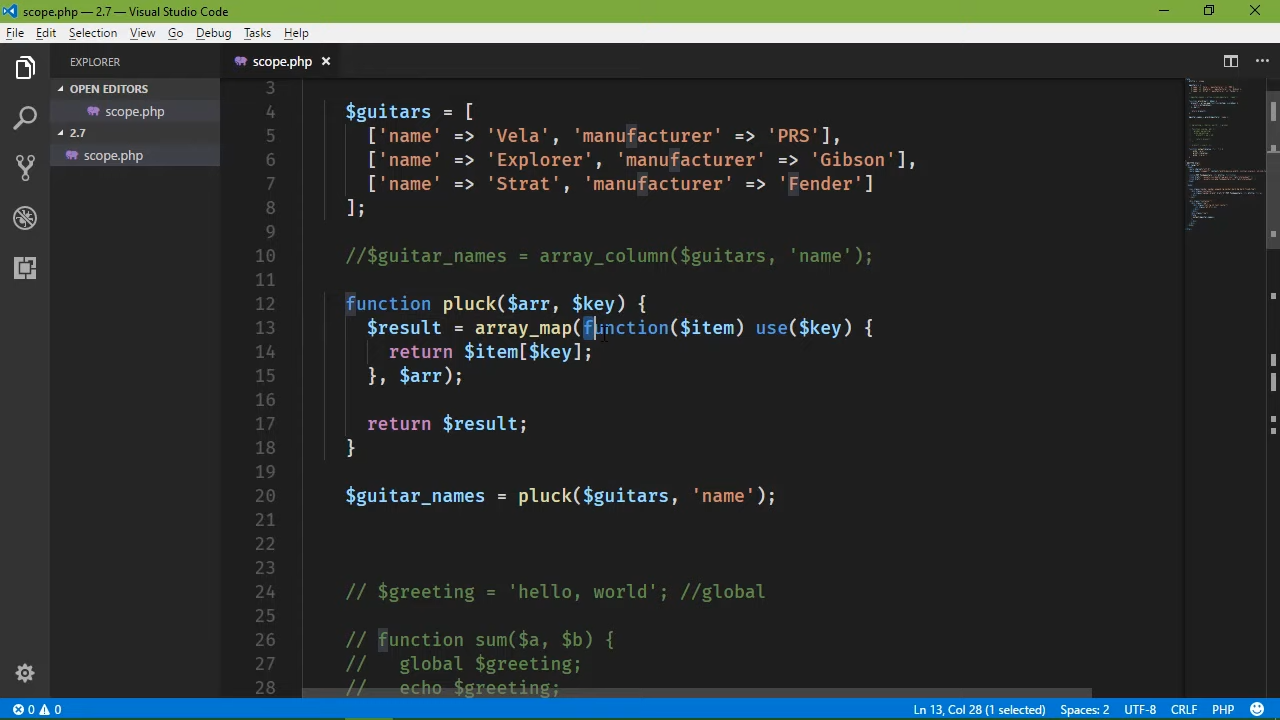 scope.php — 2.7 — Visual Studio Code
File Edit Selection View Go Debug Tasks Help
EXPLORER
OPEN EDITORS
scope.php
2.7
scope.php
scope.php ×
3
4 $guitars = [
5 ['name' => 'Vela', 'manufacturer' => 'PRS'],
6 ['name' => 'Explorer', 'manufacturer' => 'Gibson'],
7 ['name' => 'Strat', 'manufacturer' => 'Fender']
8 ];
9
10 //$guitar_names = array_column($guitars, 'name');
11
12 function pluck($arr, $key) {
13 $result = array_map(function($item) use($key) {
14 return $item[$key];
15 }, $arr);
16
17 return $result;
18 }
19
20 $guitar_names = pluck($guitars, 'name');
21
22
23
24 // $greeting = 'hello, world'; //global
25
26 // function sum($a, $b) {
27 // global $greeting;
28 // echo $greeting;
0 0 Ln 13, Col 28 (1 selected) Spaces: 2 UTF-8 CRLF PHP